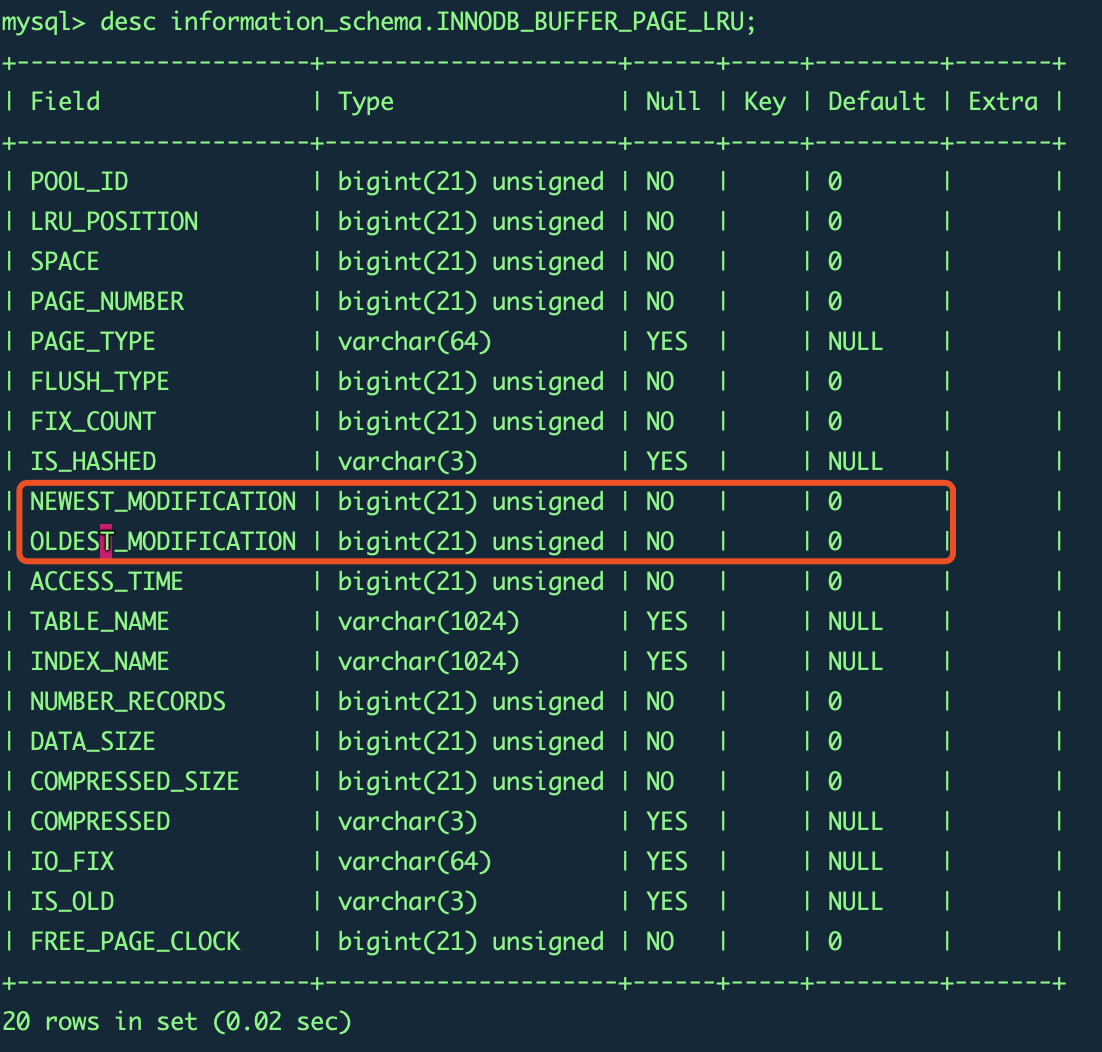 mysql> desc information_schema.INNODB_BUFFER_PAGE_LRU;
+---------------------+---------------------+------+-----+---------+-------+
| Field               | Type                | Null | Key | Default | Extra |
+---------------------+---------------------+------+-----+---------+-------+
| POOL_ID             | bigint(21) unsigned | NO   |     | 0       |       |
| LRU_POSITION        | bigint(21) unsigned | NO   |     | 0       |       |
| SPACE               | bigint(21) unsigned | NO   |     | 0       |       |
| PAGE_NUMBER         | bigint(21) unsigned | NO   |     | 0       |       |
| PAGE_TYPE           | varchar(64)         | YES  |     | NULL    |       |
| FLUSH_TYPE          | bigint(21) unsigned | NO   |     | 0       |       |
| FIX_COUNT           | bigint(21) unsigned | NO   |     | 0       |       |
| IS_HASHED           | varchar(3)          | YES  |     | NULL    |       |
| NEWEST_MODIFICATION | bigint(21) unsigned | NO   |     | 0       |       |
| OLDEST_MODIFICATION | bigint(21) unsigned | NO   |     | 0       |       |
| ACCESS_TIME         | bigint(21) unsigned | NO   |     | 0       |       |
| TABLE_NAME          | varchar(1024)       | YES  |     | NULL    |       |
| INDEX_NAME          | varchar(1024)       | YES  |     | NULL    |       |
| NUMBER_RECORDS      | bigint(21) unsigned | NO   |     | 0       |       |
| DATA_SIZE           | bigint(21) unsigned | NO   |     | 0       |       |
| COMPRESSED_SIZE     | bigint(21) unsigned | NO   |     | 0       |       |
| COMPRESSED          | varchar(3)          | YES  |     | NULL    |       |
| IO_FIX              | varchar(64)         | YES  |     | NULL    |       |
| IS_OLD              | varchar(3)          | YES  |     | NULL    |       |
| FREE_PAGE_CLOCK     | bigint(21) unsigned | NO   |     | 0       |       |
+---------------------+---------------------+------+-----+---------+-------+
20 rows in set (0.02 sec)